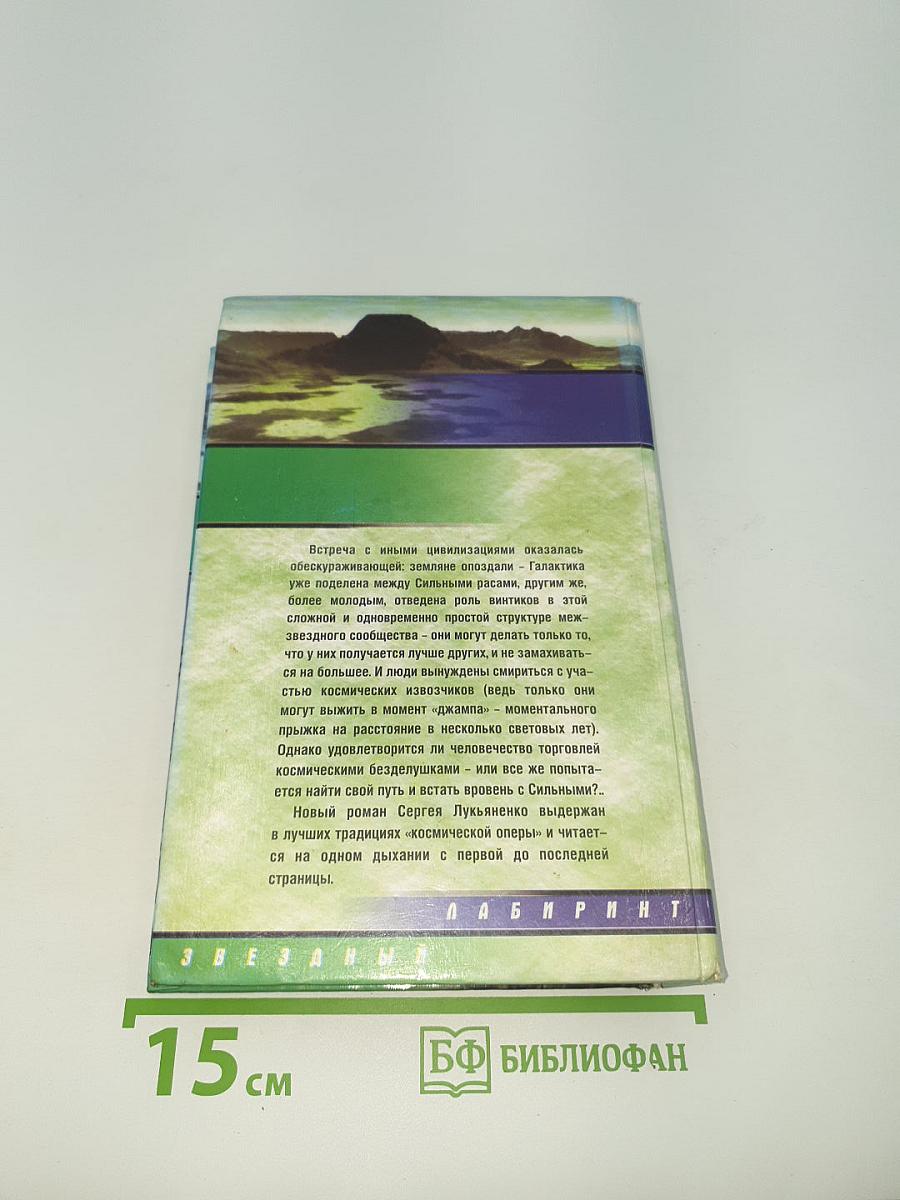 Встреча с иными цивилизациями оказалась
обескураживающей: земляне опоздали – Галактика
уже поделена между Сильными расами, другим же,
более молодым, отведена роль винтиков в этой
сложной и одновременно простой структуре меж–
звездного сообщества – они могут делать только то,
что у них получается лучше других, и не замахивать–
ся на большее. И люди вынуждены смириться с уча–
стью космических извозчиков (ведь только они
могут выжить в момент «джампа» – моментального
прыжка на расстояние в несколько световых лет).
Однако удовлетворится ли человечество торговлей
космическими безделушками – или все же попыта–
ется найти свой путь и встать вровень с Сильными?..
Новый роман Сергея Лукьяненко выдержан
в лучших традициях «космической оперы» и читает–
ся на одном дыхании с первой до последней
страницы.
ЛАБИРИНТ
ЗВЕЗДНЫЙ
15 см
БФ БИБЛИОФАН